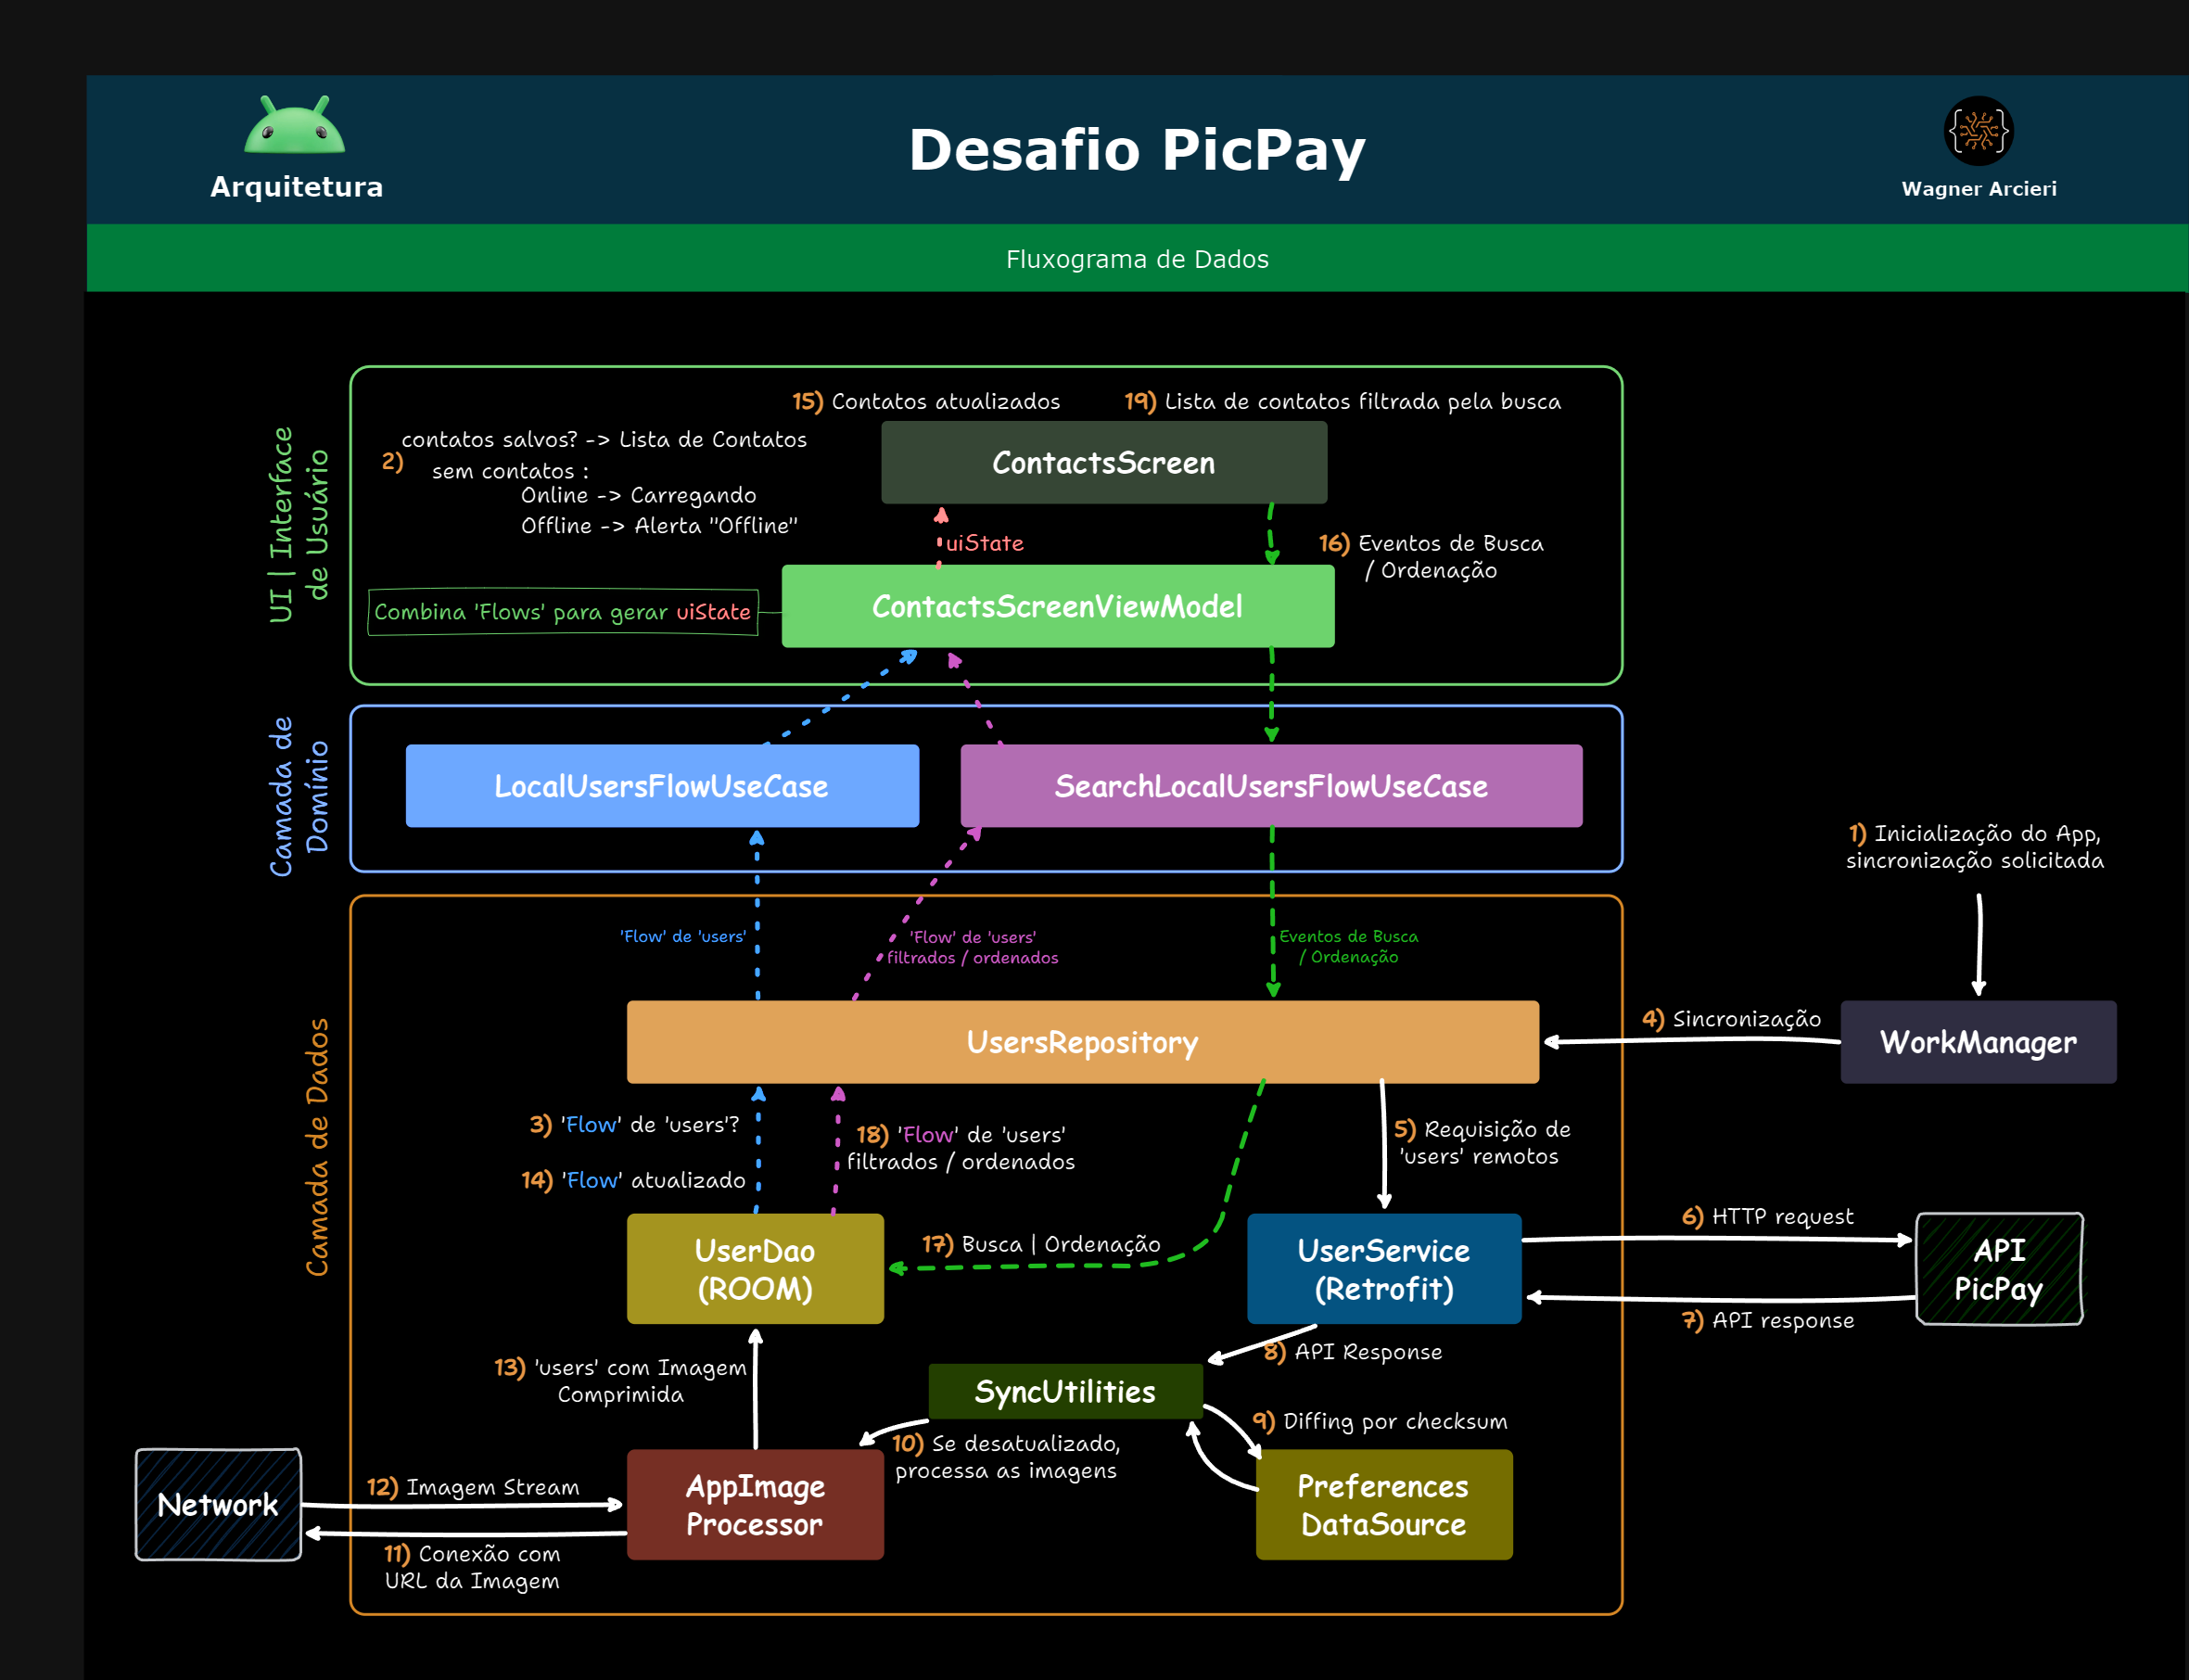 Desafio PicPay
Arquitetura
Wagner Arcieri
Fluxograma de Dados
UI | Interface
de Usuário
15) Contatos atualizados
19) Lista de contatos filtrada pela busca
2)
contatos salvos? -> Lista de Contatos
sem contatos :
Online -> Carregando
Offline -> Alerta "Offline"
ContactsScreen
uiState
16) Eventos de Busca
/ Ordenação
Combina 'Flows' para gerar uiState
ContactsScreenViewModel
Camada de
Domínio
LocalUsersFlowUseCase
SearchLocalUsersFlowUseCase
1) Inicialização do App,
sincronização solicitada
Camada de Dados
'Flow' de 'users'
'Flow' de 'users'
filtrados / ordenados
Eventos de Busca
/ Ordenação
UsersRepository
4) Sincronização
WorkManager
3) 'Flow' de 'users'?
14) 'Flow' atualizado
18) 'Flow' de 'users'
filtrados / ordenados
5) Requisição de
'users' remotos
UserDao
(ROOM)
17) Busca | Ordenação
UserService
(Retrofit)
6) HTTP request
7) API response
API
PicPay
8) API Response
13) 'users' com Imagem
Comprimida
SyncUtilities
9) Diffing por checksum
10) Se desatualizado,
processa as imagens
Network
12) Imagem Stream
11) Conexão com
URL da Imagem
AppImage
Processor
Preferences
DataSource